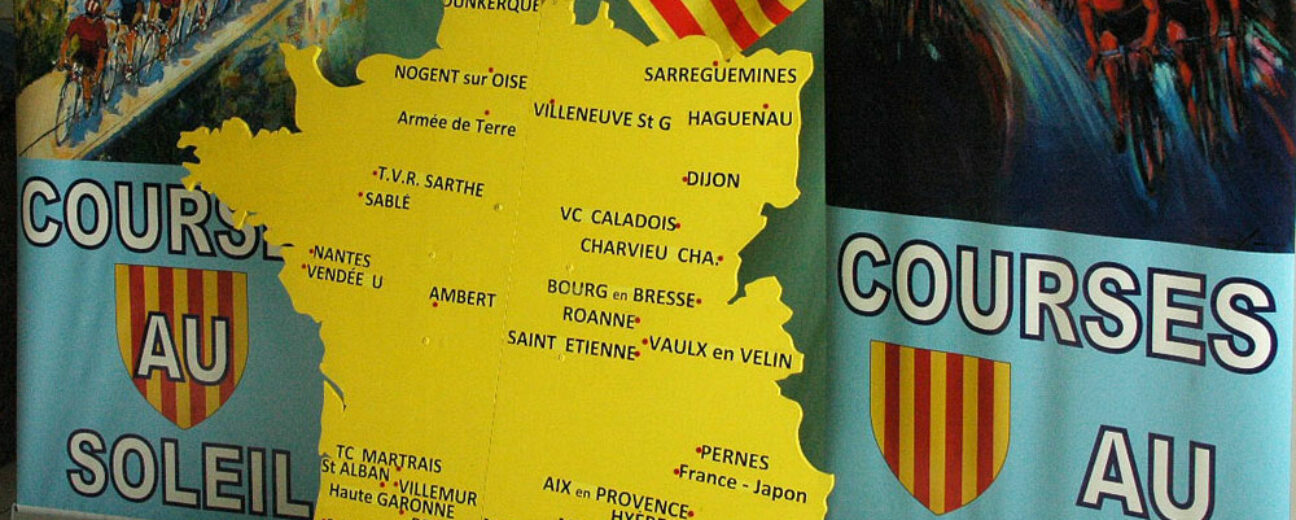 DUNKERQUE
NOGENT sur OISE
SARREGUEMINES
Armée de Terre
VILLENEUVE St G
HAGUENAU
T.V.R. SARTHE
SABLÉ
DIJON
VC CALADOIS
CHARVIEU CHA.
NANTES
VENDÉE U
AMBERT
BOURG en BRESSE
ROANNE
SAINT ETIENNE
VAULX en VELIN
TC MARTRAIS
St ALBAN
VILLEMUR
Haute GARONNE
PERNES
France - Japon
AIX en PROVENCE
COURSE
AU
SOLEIL
COURSES
AU